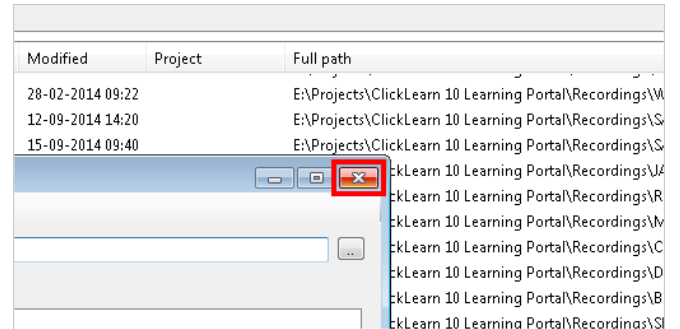 Modified Project Full path
28-02-2014 09:22 E:\Projects\ClickLearn 10 Learning Portal\Recordings\W
12-09-2014 14:20 E:\Projects\ClickLearn 10 Learning Portal\Recordings\S
15-09-2014 09:40 E:\Projects\ClickLearn 10 Learning Portal\Recordings\S
ckLearn 10 Learning Portal\Recordings\JA
ckLearn 10 Learning Portal\Recordings\R
ckLearn 10 Learning Portal\Recordings\M
ckLearn 10 Learning Portal\Recordings\C
..
ckLearn 10 Learning Portal\Recordings\D
ckLearn 10 Learning Portal\Recordings\B
ckLearn 10 Learning Portal\Recordings\S